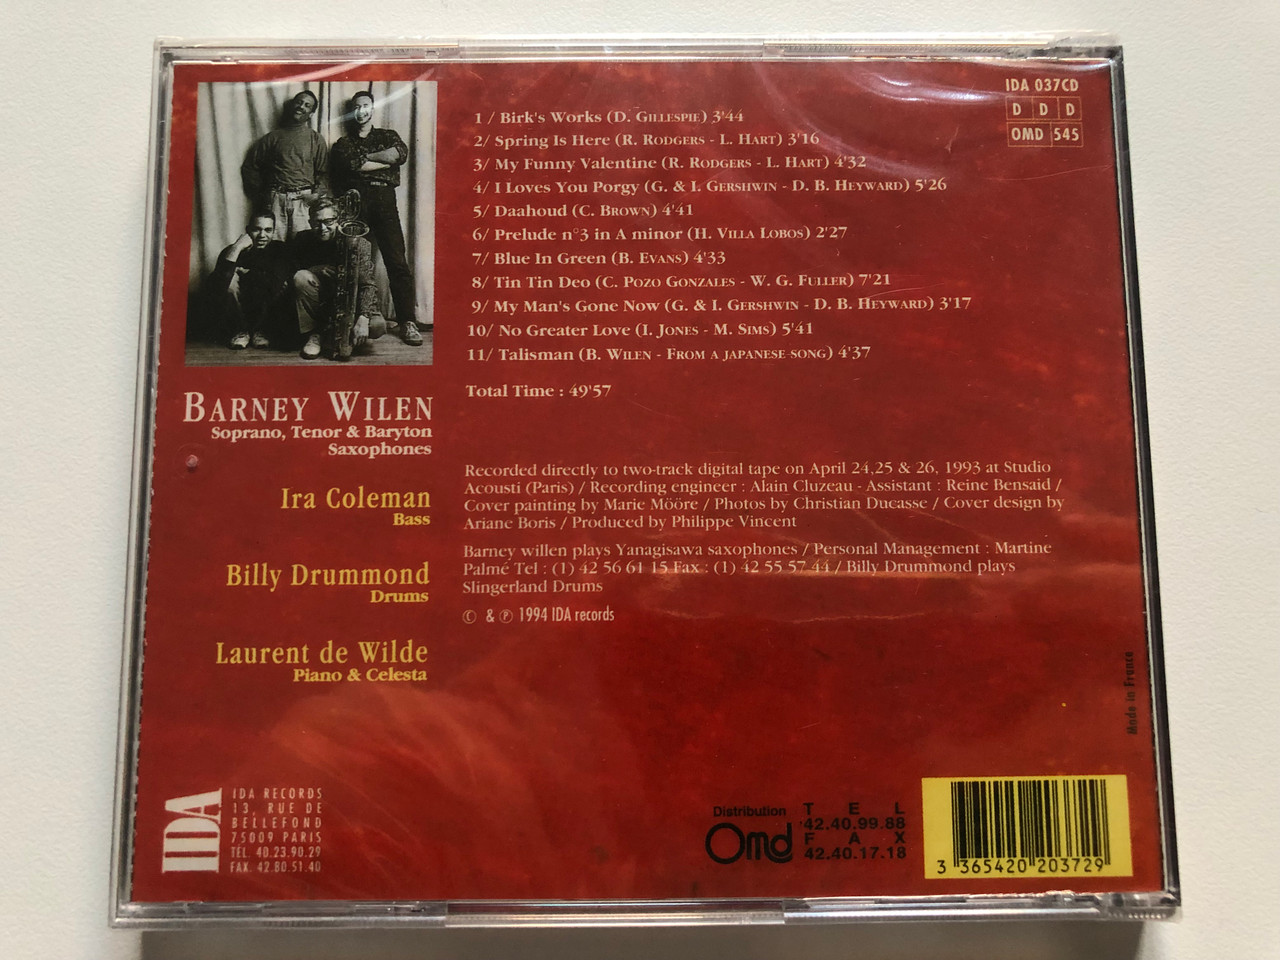 IDA 037CD
D D D
OMD 545
1/ Birk's Works (D. Gillespie) 3'44
2/ Spring Is Here (R. Rodgers - L. Hart) 3'16
3/ My Funny Valentine (R. Rodgers - L. Hart) 4'32
4/ I Loves You Porgy (G. & I. Gershwin - D. B. Heyward) 5'26
5/ Daahoud (C. Brown) 4'41
6/ Prelude n°3 in A minor (H. Villa Lobos) 2'27
7/ Blue In Green (B. Evans) 4'33
8/ Tin Tin Deo (C. Pozo Gonzales - W. G. Fuller) 7'21
9/ My Man's Gone Now (G. & I. Gershwin - D. B. Heyward) 3'17
10/ No Greater Love (I. Jones - M. Sims) 5'41
11/ Talisman (B. Wilen - From a japanese song) 4'37
Total Time : 49'57
Barney Wilen
Soprano, Tenor & Baryton
Saxophones
Ira Coleman
Bass
Billy Drummond
Drums
Laurent de Wilde
Piano & Celesta
Recorded directly to two-track digital tape on April 24,25 & 26, 1993 at Studio
Acousti (Paris) / Recording engineer : Alain Cluzeau - Assistant : Reine Bensaid /
Cover painting by Marie Mööre / Photos by Christian Ducasse / Cover design by
Ariane Boris / Produced by Philippe Vincent
Barney willen plays Yanagisawa saxophones / Personal Management : Martine
Palmé Tel : (1) 42 56 61 15 Fax : (1) 42 55 57 44 / Billy Drummond plays
Slingerland Drums
© & ℗ 1994 IDA records
Made in France
IDA
IDA RECORDS
13, RUE DE
BELLEFOND
75009 PARIS
TÉL. 40.23.90.29
FAX. 42.80.51.40
Distribution
Omd
TEL
42.40.99.88
FAX
42.40.17.18
3 365420 203729